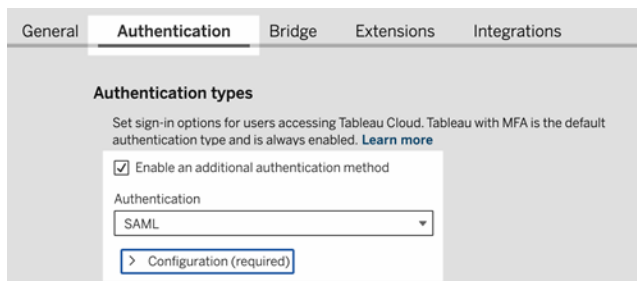 General Authentication Bridge Extensions Integrations
Authentication types
Set sign-in options for users accessing Tableau Cloud. Tableau with MFA is the default
authentication type and is always enabled. Learn more
Enable an additional authentication method
Authentication
SAML
Configuration (required)